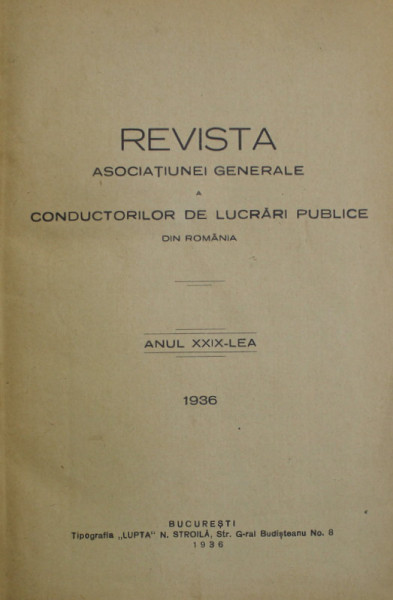 REVISTA
ASOCIAȚIUNEI GENERALE
A
CONDUCTORILOR DE LUCRĂRI PUBLICE
DIN ROMÂNIA
ANUL XXIX-LEA
1936
BUCUREȘTI
Tipografia „LUPTA” N. STROILĂ, Str. G-ral Budișteanu No. 8
1936